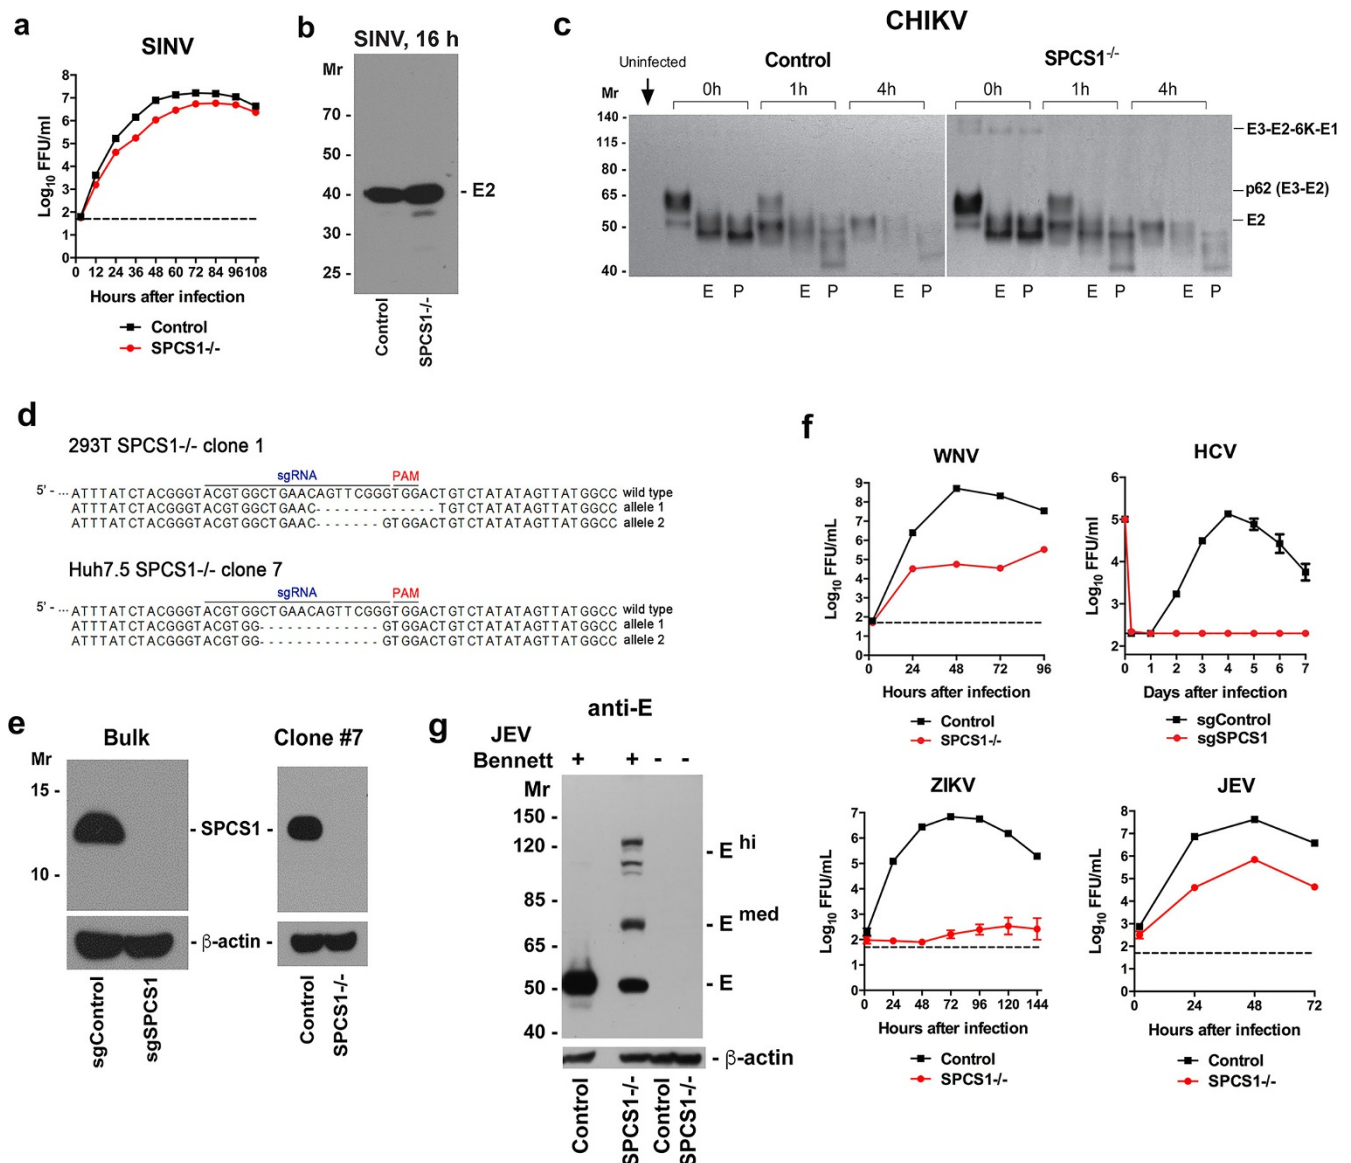 a
SINV
Log10 FFU/ml
8
7
6
5
4
3
2
1
0
0 12 24 36 48 60 72 84 96 108
Hours after infection
Control
SPCS1-/-
b
SINV, 16 h
Mr
70 -
50 -
40 -
30 -
25 -
- E2
Control
SPCS1-/-
c
CHIKV
Uninfected
Control
SPCS1-/-
Mr
0h 1h 4h 0h 1h 4h
140 -
115 -
80 -
65 -
50 -
40 -
E3-E2-6K-E1
p62 (E3-E2)
E2
E P E P E P E P E P E P
d
293T SPCS1-/- clone 1
sgRNA PAM
5' - ... ATTTATCTACGGGTACGTGGCTGAACAGTTCGGGTGGACTGTCTATATAGTTATGGCC wild type
ATTTATCTACGGGTACGTGGCTGAAC- - - - - - - - - - - - -TGTCTATATAGTTATGGCC allele 1
ATTTATCTACGGGTACGTGGCTGAAC- - - - - - -GTGGACTGTCTATATAGTTATGGCC allele 2
Huh7.5 SPCS1-/- clone 7
sgRNA PAM
5' - ... ATTTATCTACGGGTACGTGGCTGAACAGTTCGGGTGGACTGTCTATATAGTTATGGCC wild type
ATTTATCTACGGGTACGTGG- - - - - - - - - - - - -GTGGACTGTCTATATAGTTATGGCC allele 1
ATTTATCTACGGGTACGTGG- - - - - - - - - - - - -GTGGACTGTCTATATAGTTATGGCC allele 2
e
Bulk
Clone #7
Mr
15 -
10 -
- SPCS1 -
- β-actin -
sgControl
sgSPCS1
Control
SPCS1-/-
f
WNV
Log10 FFU/mL
9
8
7
6
5
4
3
2
1
0
0 24 48 72 96
Hours after infection
Control
SPCS1-/-
HCV
Log10 FFU/ml
6
5
4
3
2
0 1 2 3 4 5 6 7
Days after infection
sgControl
sgSPCS1
ZIKV
Log10 FFU/mL
7
6
5
4
3
2
1
0
0 24 48 72 96 120 144
Hours after infection
Control
SPCS1-/-
JEV
Log10 FFU/mL
8
7
6
5
4
3
2
1
0
0 24 48 72
Hours after infection
Control
SPCS1-/-
g
anti-E
JEV
Bennett + + - -
Mr
150 -
120 -
85 -
65 -
50 -
40 -
- E hi
- E med
- E
- β-actin
Control
SPCS1-/-
Control
SPCS1-/-